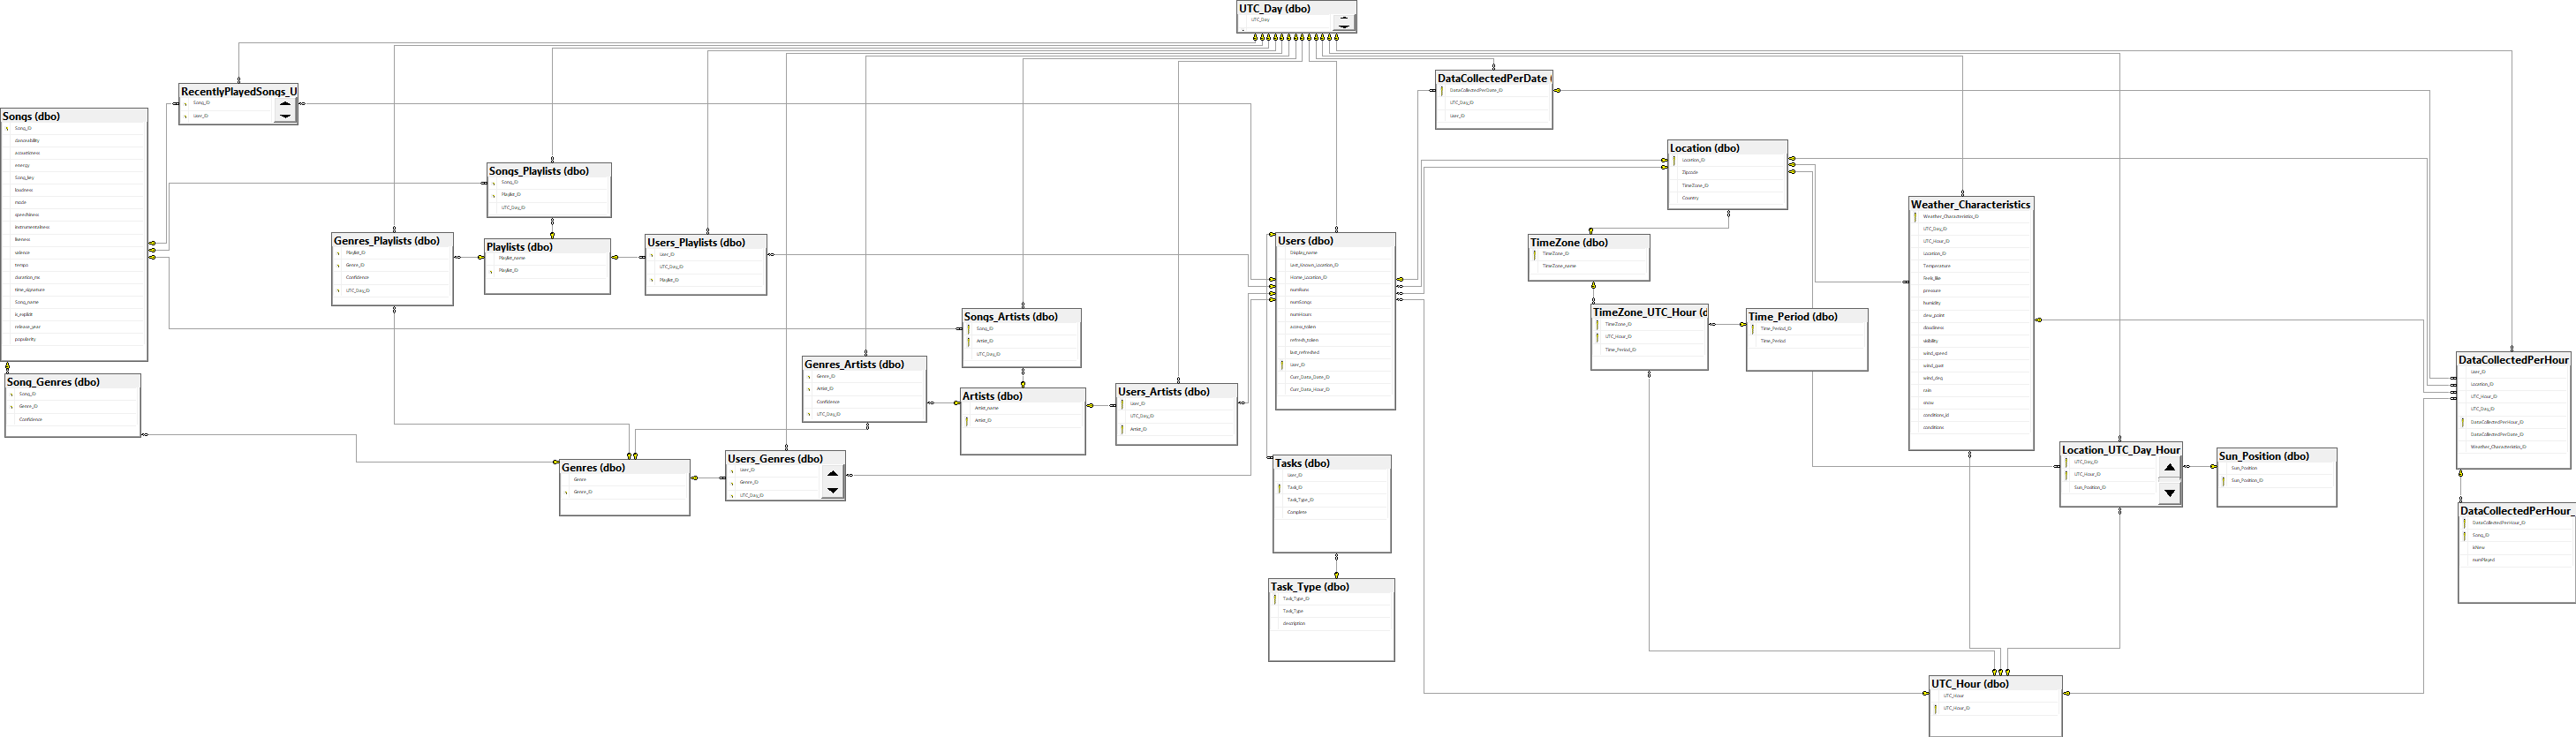 UTC_Day (dbo)
UTC_Day
RecentlyPlayedSongs_U
Song_ID
User_ID
Songs (dbo)
Song_ID
danceability
acousticness
energy
Song_key
loudness
mode
speechiness
instrumentalness
liveness
valence
tempo
duration_ms
time_signature
Song_name
is_explicit
release_year
popularity
Song_Genres (dbo)
Song_ID
Genre_ID
Confidence
Songs_Playlists (dbo)
Song_ID
Playlist_ID
UTC_Day_ID
Genres_Playlists (dbo)
Playlist_ID
Genre_ID
Confidence
UTC_Day_ID
Playlists (dbo)
Playlist_name
Playlist_ID
Users_Playlists (dbo)
User_ID
UTC_Day_ID
Playlist_ID
Songs_Artists (dbo)
Song_ID
Artist_ID
UTC_Day_ID
Genres_Artists (dbo)
Genre_ID
Artist_ID
Confidence
UTC_Day_ID
Artists (dbo)
Artist_name
Artist_ID
Users_Artists (dbo)
User_ID
UTC_Day_ID
Artist_ID
Genres (dbo)
Genre
Genre_ID
Users_Genres (dbo)
User_ID
Genre_ID
UTC_Day_ID
Users (dbo)
Display_name
Last_Known_Location_ID
Home_Location_ID
numRuns
numSongs
numHours
access_token
refresh_token
last_refreshed
User_ID
Curr_Data_Date_ID
Curr_Data_Hour_ID
Tasks (dbo)
User_ID
Task_ID
Task_Type_ID
Complete
Task_Type (dbo)
Task_Type_ID
Task_Type
description
DataCollectedPerDate (
DataCollectedPerDate_ID
UTC_Day_ID
User_ID
Location (dbo)
Location_ID
Zipcode
TimeZone_ID
Country
TimeZone (dbo)
TimeZone_ID
TimeZone_name
TimeZone_UTC_Hour (d
TimeZone_ID
UTC_Hour_ID
Time_Period_ID
Time_Period (dbo)
Time_Period_ID
Time_Period
Weather_Characteristics
Weather_Characteristics_ID
UTC_Day_ID
UTC_Hour_ID
Location_ID
Temperature
Feels_like
pressure
humidity
dew_point
cloudiness
visibility
wind_speed
wind_gust
wind_deg
rain
snow
conditions_id
conditions
Location_UTC_Day_Hour
UTC_Day_ID
UTC_Hour_ID
Sun_Position_ID
Sun_Position (dbo)
Sun_Position
Sun_Position_ID
DataCollectedPerHour
User_ID
Location_ID
UTC_Hour_ID
UTC_Day_ID
DataCollectedPerHour_ID
DataCollectedPerDate_ID
Weather_Characteristics_ID
DataCollectedPerHour_
DataCollectedPerHour_ID
Song_ID
isNew
numPlayed
UTC_Hour (dbo)
UTC_Hour
UTC_Hour_ID